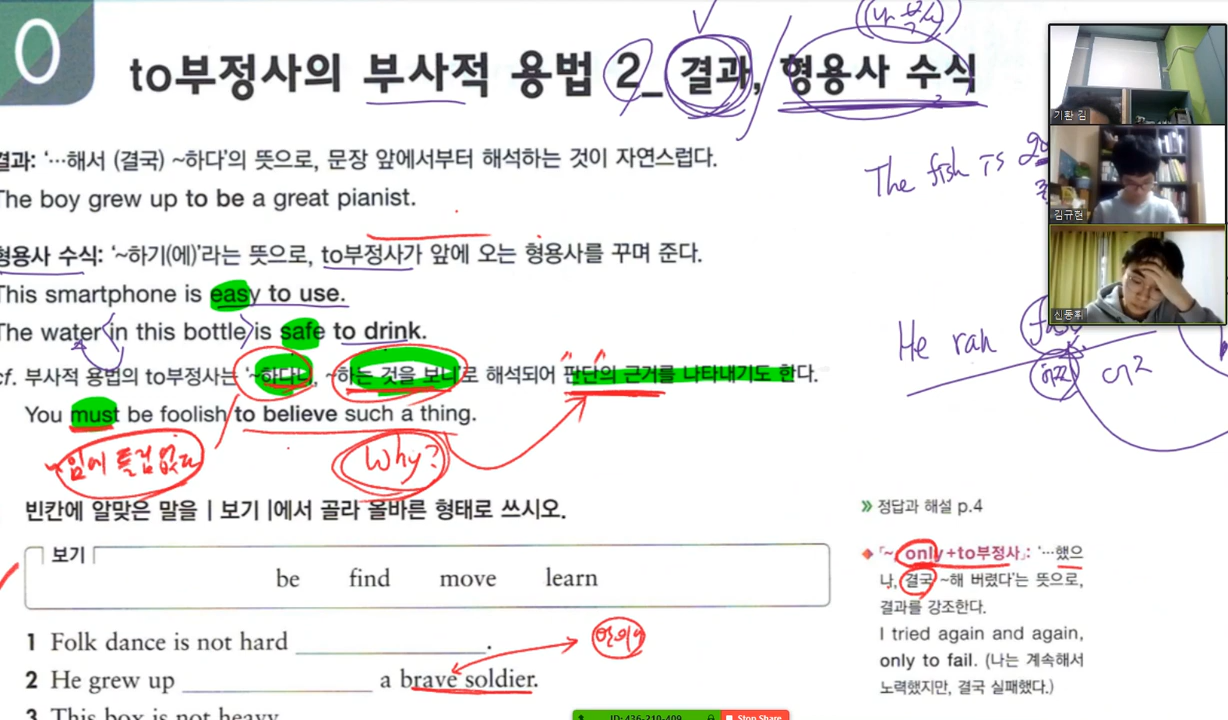 0
to부정사의 부사적 용법 2_ 결과, 형용사 수식
결과: '…해서 (결국) ~하다'의 뜻으로, 문장 앞에서부터 해석하는 것이 자연스럽다.
The boy grew up to be a great pianist.
형용사 수식: '~하기(에)'라는 뜻으로, to부정사가 앞에 오는 형용사를 꾸며 준다.
This smartphone is easy to use.
The water in this bottle is safe to drink.
cf. 부사적 용법의 to부정사는 '~하다니, ~하는 것을 보니'로 해석되어 판단의 근거를 나타내기도 한다.
You must be foolish to believe such a thing.
임에 틀림없다
Why?
The fish is
He ran
빈칸에 알맞은 말을 | 보기 |에서 골라 올바른 형태로 쓰시오.
보기
be find move learn
1 Folk dance is not hard ____________.
2 He grew up ____________ a brave soldier.
3 This box is not heavy
» 정답과 해설 p.4
「~ only+to부정사」: '…했으
나, 결국 ~해 버렸다'는 뜻으로,
결과를 강조한다.
I tried again and again,
only to fail. (나는 계속해서
노력했지만, 결국 실패했다.)
기환 김
김규현
신동휘
ID: 436-210-409
Stop Share